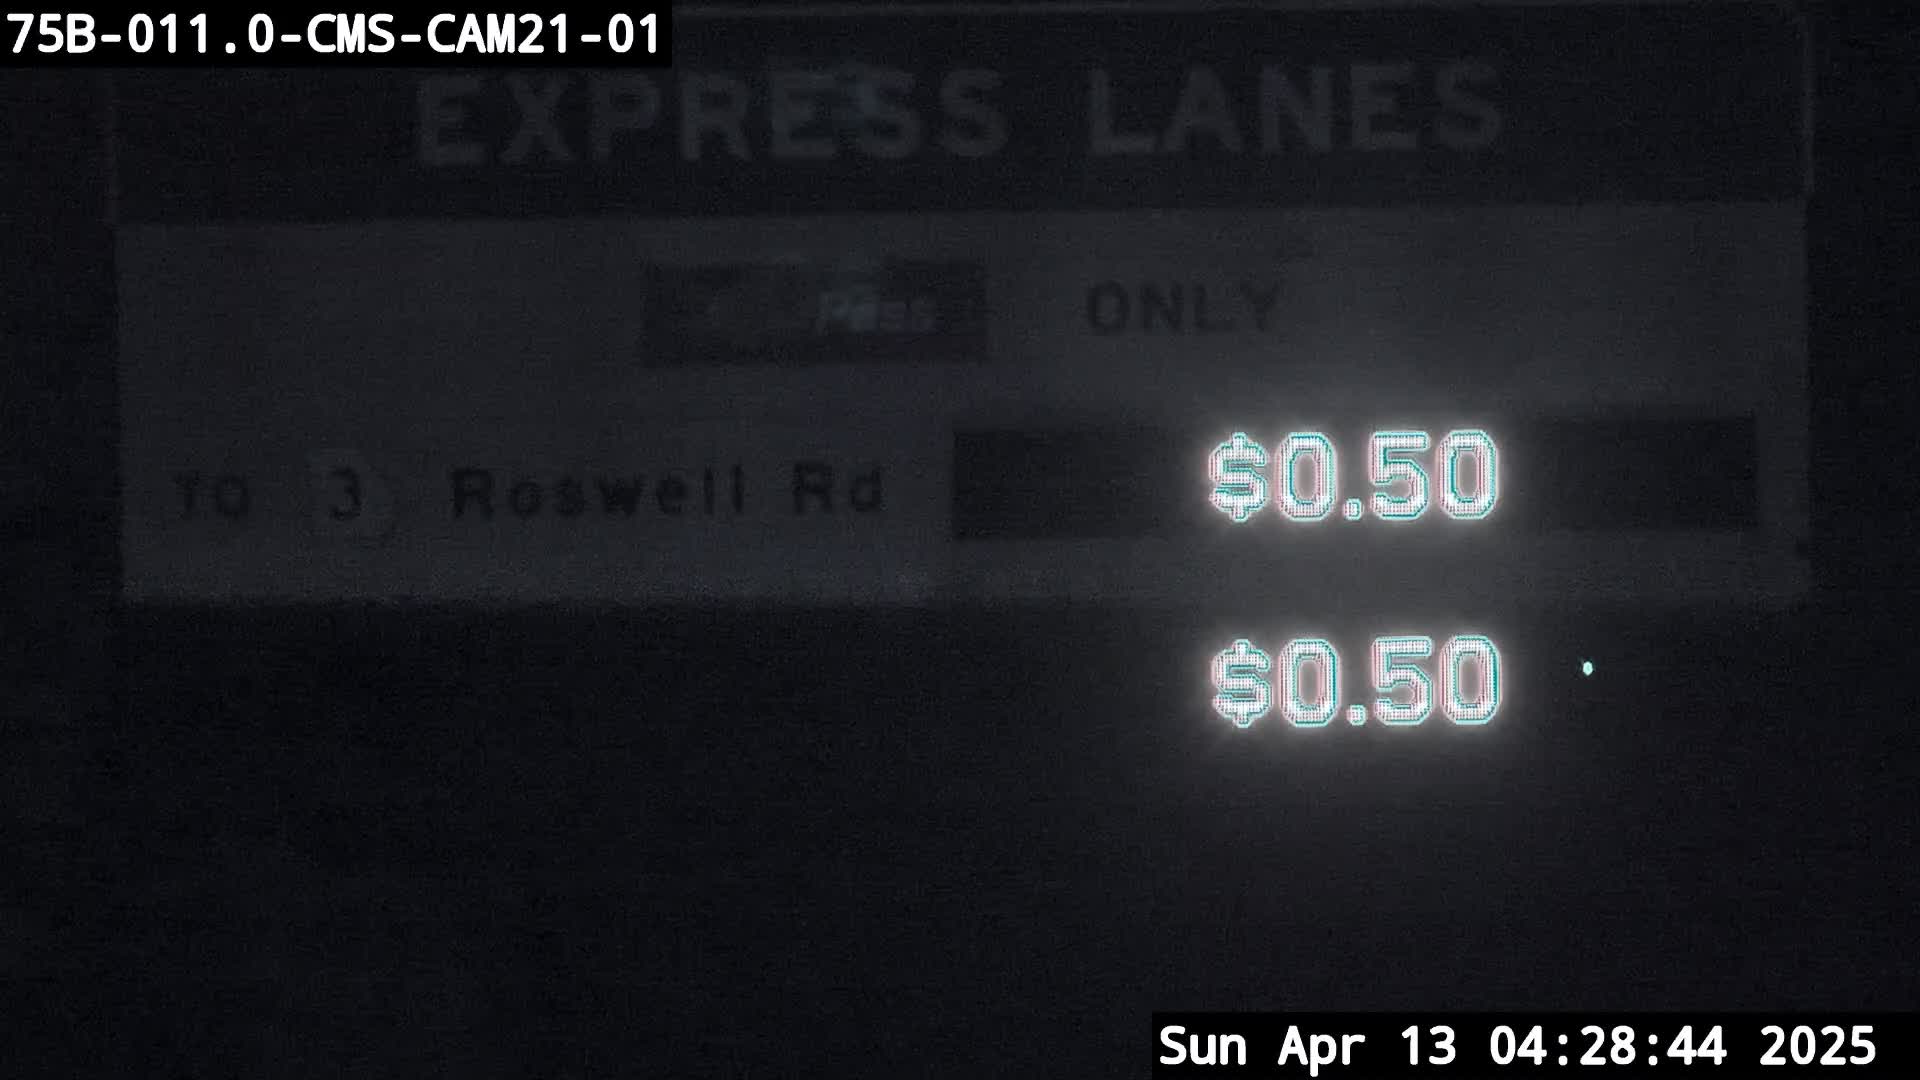 75B-011.0-CMS-CAM21-01
EXPRESS LANES
Pass ONLY
TO 3 Roswell Rd $0.50
$0.50
Sun Apr 13 04:28:44 2025